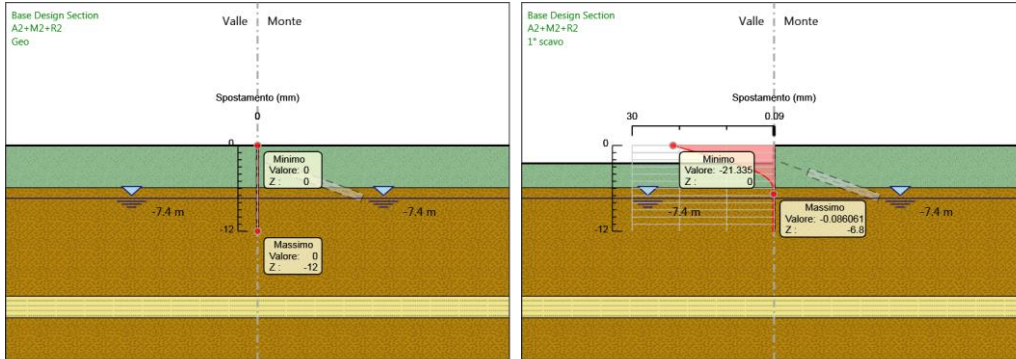 Base Design Section
A2+M2+R2
Geo
Valle
Monte
Spostamento (mm)
0
0
Minimo
Valore: 0
Z : 0
-7.4 m
-7.4 m
-12
Massimo
Valore: 0
Z : -12
Base Design Section
A2+M2+R2
1° scavo
Valle
Monte
Spostamento (mm)
30
0.09
0
Minimo
Valore: -21.335
Z : 0
-7.4 m
-7.4 m
Massimo
Valore: -0.086061
Z : -6.8
-12